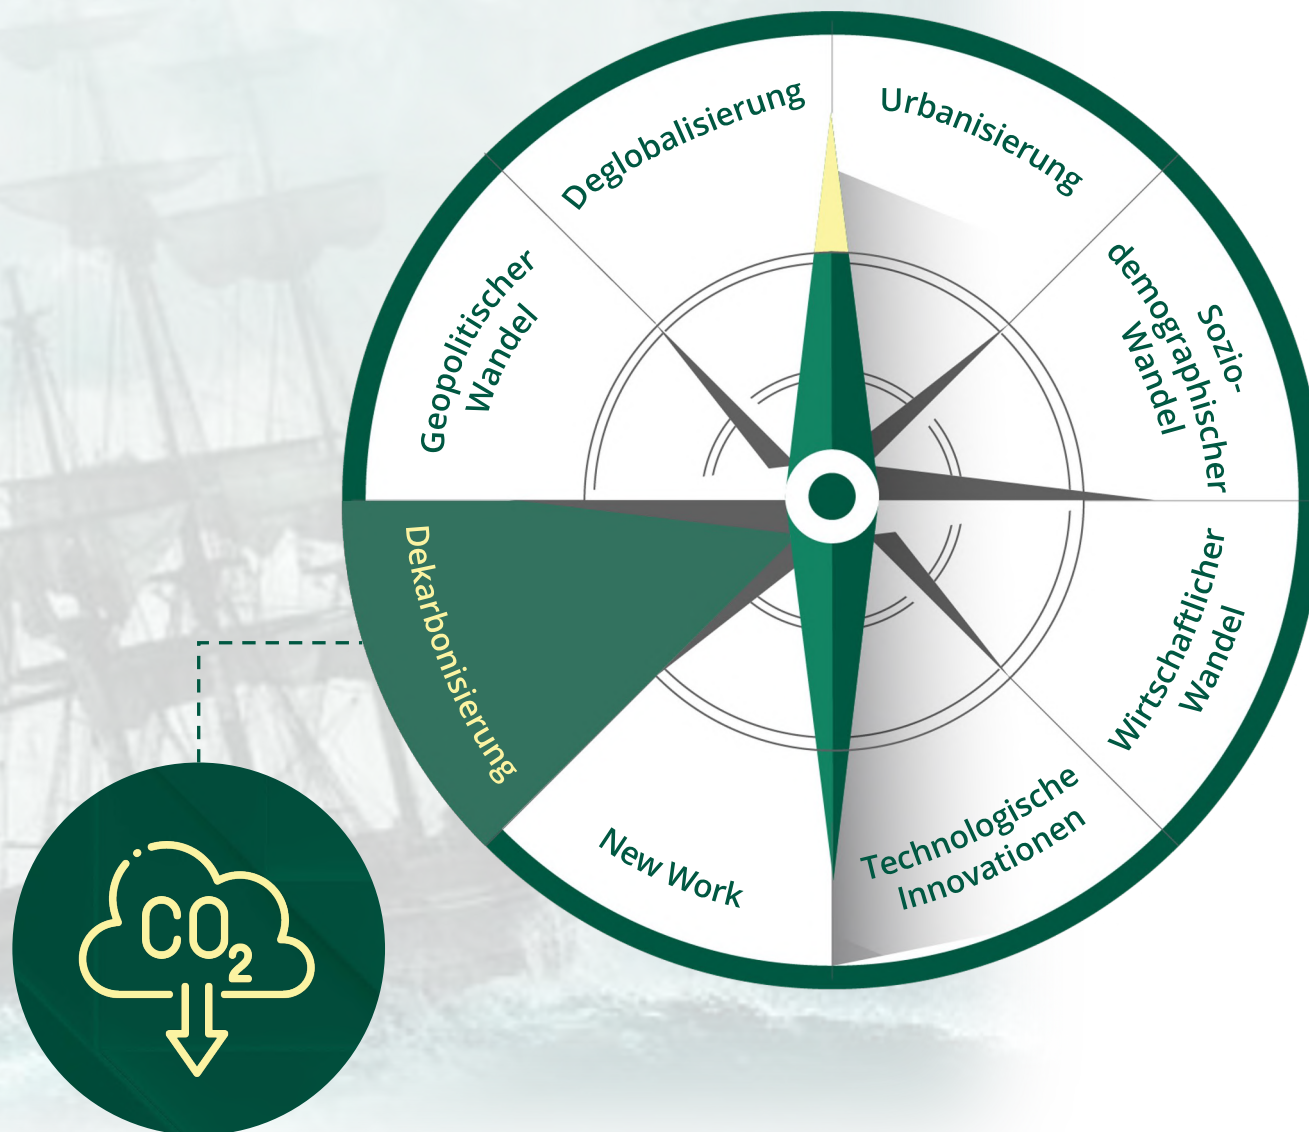 Deglobalisierung
Urbanisierung
Sozio-
demographischer
Wandel
Wirtschaftlicher
Wandel
Technologische
Innovationen
New Work
Dekarbonisierung
Geopolitischer
Wandel
CO₂